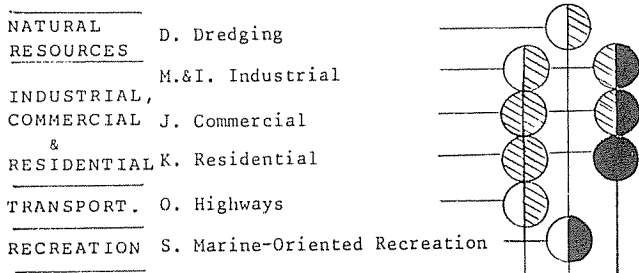 NATURAL
RESOURCES
D. Dredging
M.&I. Industrial
INDUSTRIAL,
COMMERCIAL
&
RESIDENTIAL
J. Commercial
K. Residential
TRANSPORT.
O. Highways
RECREATION
S. Marine-Oriented Recreation